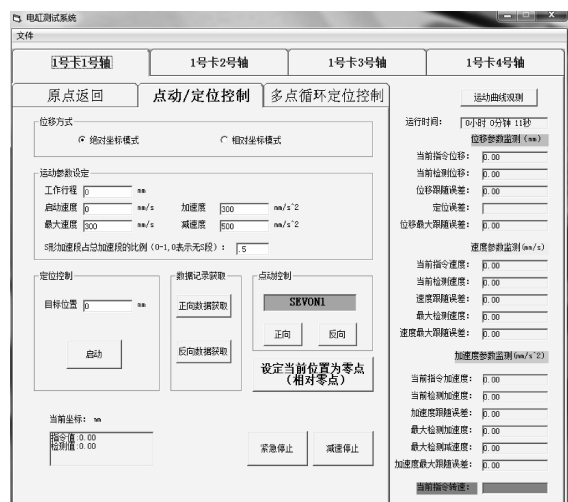 电缸测试系统
文件
1号卡1号轴 1号卡2号轴 1号卡3号轴 1号卡4号轴
原点返回 点动/定位控制 多点循环定位控制
位移方式
绝对坐标模式 相对坐标模式
运动参数设定
工作行程 0 mm
启动速度 0 mm/s 加速度 300 mm/s^2
最大速度 300 mm/s 减速度 500 mm/s^2
S形加速段占总加速段的比例(0-1,0表示无S段): .5
定位控制
目标位置 0 mm
启动
数据记录获取
正向数据获取
反向数据获取
点动控制
SEVON1
正向 反向
设定当前位置为零点
(相对零点)
当前坐标: mm
指令值:0.00
检测值:0.00
紧急停止 减速停止
运动曲线观测
运行时间: 0小时 0分钟 11秒
位移参数监测(mm)
当前指令位移: 0.00
当前检测位移: 0.00
位移跟随误差: 0.00
定位误差:
位移最大跟随误差: 0.00
速度参数监测(mm/s)
当前指令速度: 0.00
当前检测速度: 0.00
速度跟随误差: 0.00
最大检测速度: 0.00
速度最大跟随误差: 0.00
加速度参数监测(mm/s^2)
当前指令加速度: 0.00
当前检测加速度: 0.00
加速度跟随误差: 0.00
最大检测加速度: 0.00
最大检测减速度: 0.00
加速度最大跟随误差: 0.00
当前指令转速: